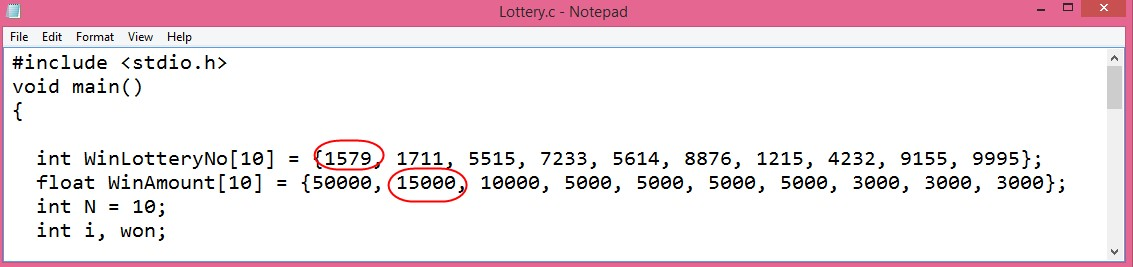 Lottery.c - Notepad
File Edit Format View Help
#include <stdio.h>
void main()
{
int WinLotteryNo[10] = {1579, 1711, 5515, 7233, 5614, 8876, 1215, 4232, 9155, 9995};
float WinAmount[10] = {50000, 15000, 10000, 5000, 5000, 5000, 5000, 3000, 3000, 3000};
int N = 10;
int i, won;